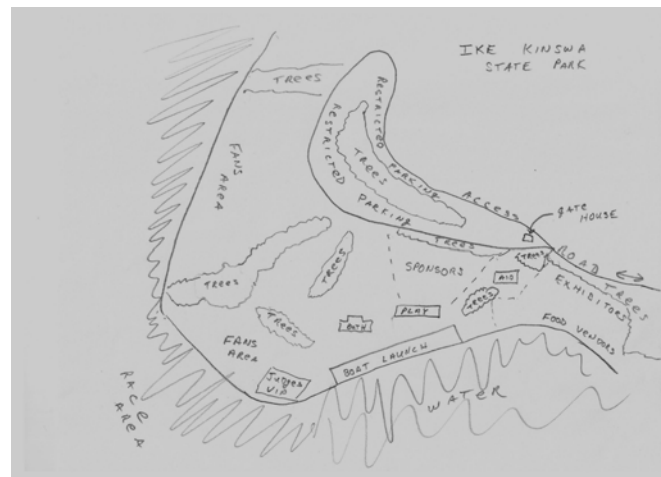 IKE KINSWA
STATE PARK
TREES
FANS
AREA
RESTRICTED
PARKING
TREES
RESTRICTED
PARKING
ACCESS
ROAD
GATE
HOUSE
TREES
TREES
TREES
EXHIBITORS
SPONSORS
AID
TREES
PLAY
FOOD VENDORS
TREES
TREES
TREES
BATH
FANS
AREA
BOAT LAUNCH
Judges
VIP
WATER
RACE
AREA